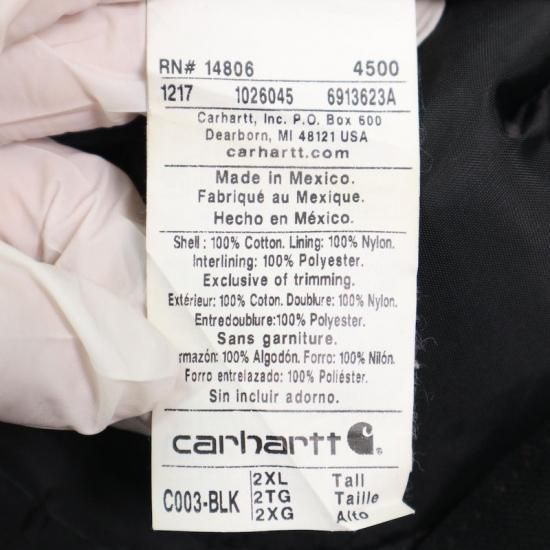 RN# 14806 4500
1217 1026045 6913623A
Carhartt, Inc. P.O. Box 600
Dearborn, MI 48121 USA
carhartt.com
Made in Mexico.
Fabriqué au Mexique.
Hecho en México.
Shell : 100% Cotton. Lining: 100% Nylon.
Interlining: 100% Polyester.
Exclusive of trimming.
Extérieur: 100% Coton. Doublure: 100% Nylon.
Entredoublure: 100% Polyester.
Sans garniture.
rmazón: 100% Algodón. Forro: 100% Nilón.
Forro entrelazado: 100% Poliéster.
Sin incluir adorno.
carhartt
C003-BLK 2XL Tall
2TG Taille
2XG Alto